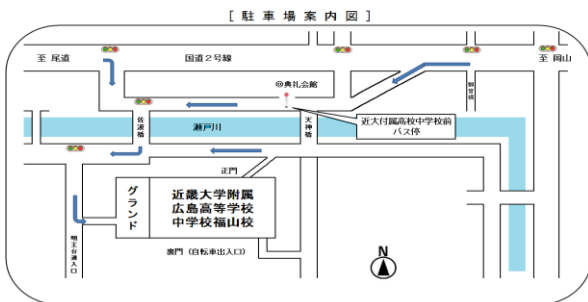 [駐車場案内図]
至 尾道
国道２号線
至 岡山
◎典礼会館
近大付属高校中学校前
バス停
佐波橋
瀬戸川
天神橋
正門
グランド
近畿大学附属
広島高等学校
中学校福山校
裏門（自転車出入口）
明王台通入口
N